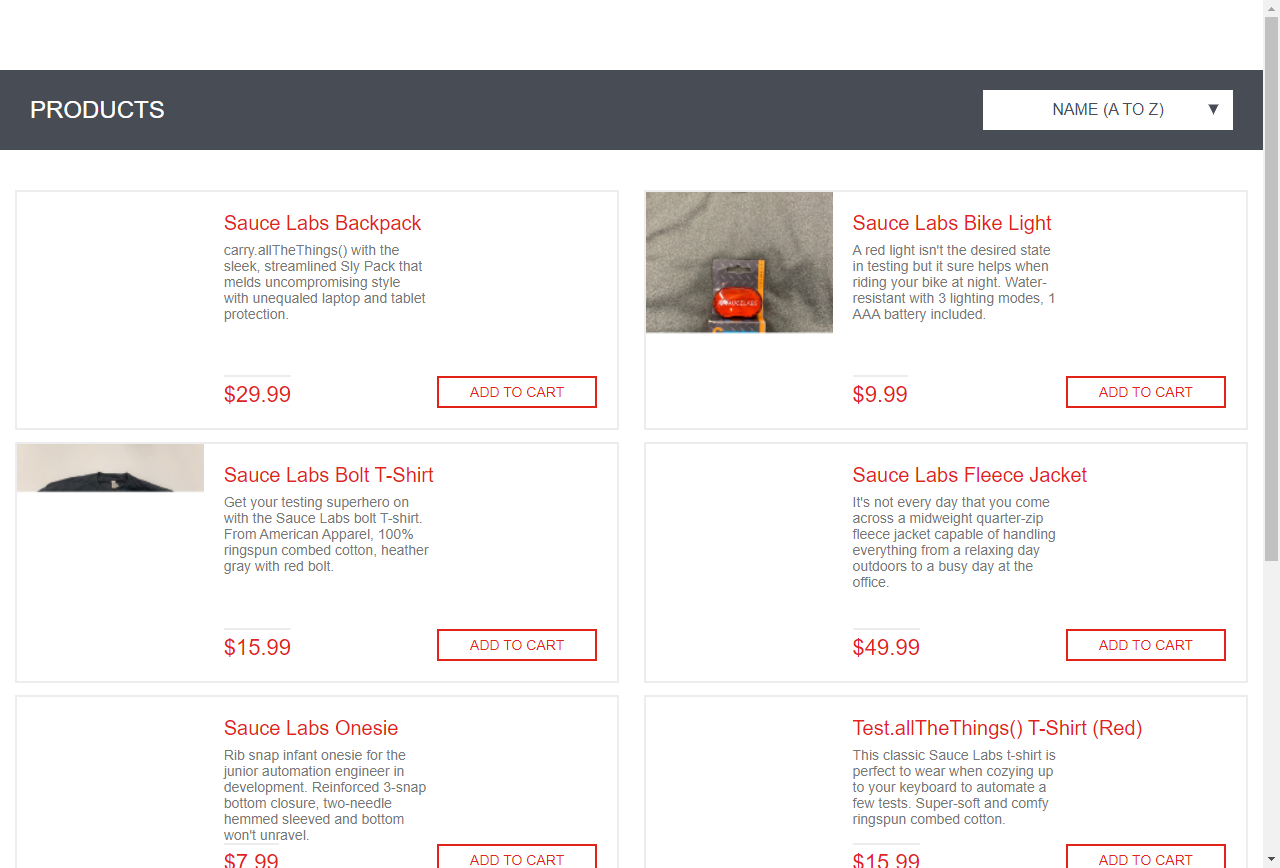 PRODUCTS
NAME (A TO Z) ▼
Sauce Labs Backpack
carry.allTheThings() with the
sleek, streamlined Sly Pack that
melds uncompromising style
with unequaled laptop and tablet
protection.
$29.99
ADD TO CART
Sauce Labs Bike Light
A red light isn't the desired state
in testing but it sure helps when
riding your bike at night. Water-
resistant with 3 lighting modes, 1
AAA battery included.
SAUCELABS
$9.99
ADD TO CART
Sauce Labs Bolt T-Shirt
Get your testing superhero on
with the Sauce Labs bolt T-shirt.
From American Apparel, 100%
ringspun combed cotton, heather
gray with red bolt.
$15.99
ADD TO CART
Sauce Labs Fleece Jacket
It's not every day that you come
across a midweight quarter-zip
fleece jacket capable of handling
everything from a relaxing day
outdoors to a busy day at the
office.
$49.99
ADD TO CART
Sauce Labs Onesie
Rib snap infant onesie for the
junior automation engineer in
development. Reinforced 3-snap
bottom closure, two-needle
hemmed sleeved and bottom
won't unravel.
$7.99
ADD TO CART
Test.allTheThings() T-Shirt (Red)
This classic Sauce Labs t-shirt is
perfect to wear when cozying up
to your keyboard to automate a
few tests. Super-soft and comfy
ringspun combed cotton.
$15.99
ADD TO CART